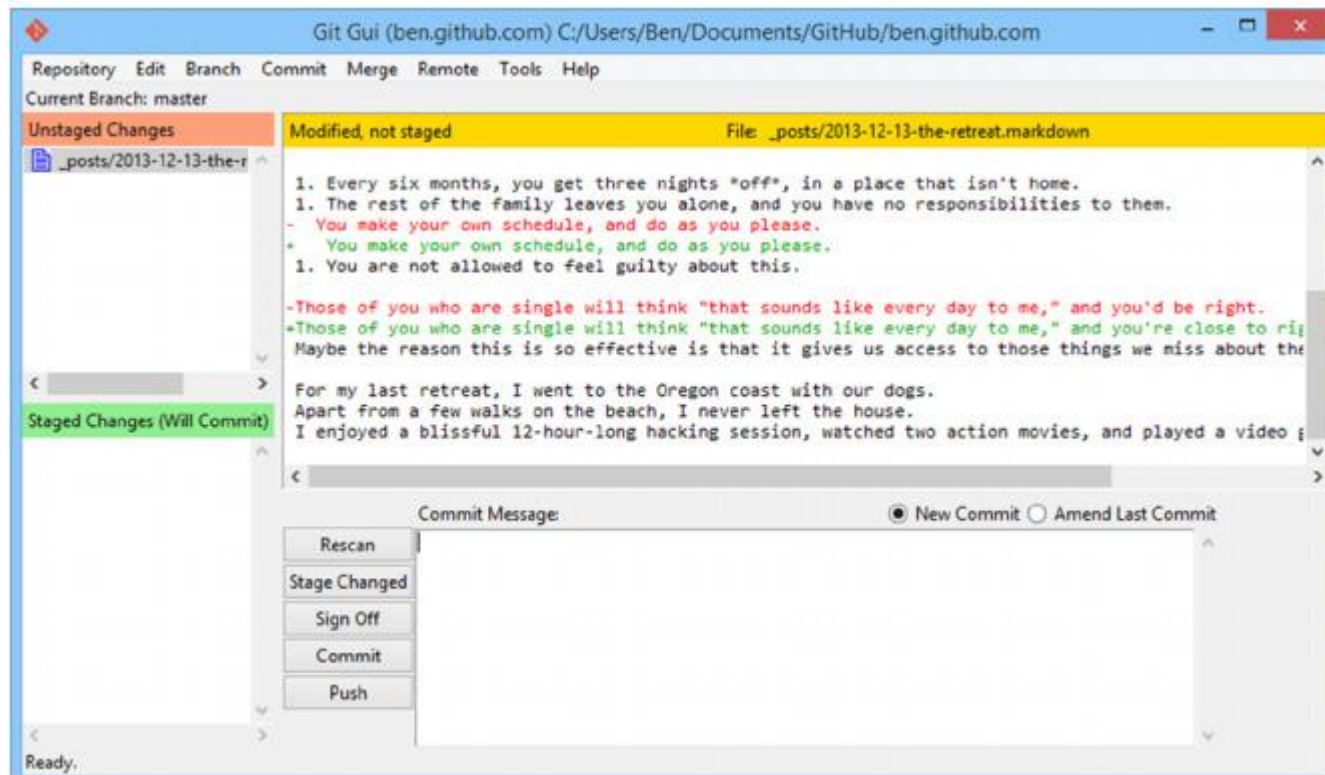 Git Gui (ben.github.com) C:/Users/Ben/Documents/GitHub/ben.github.com
Repository Edit Branch Commit Merge Remote Tools Help
Current Branch: master
Unstaged Changes
_posts/2013-12-13-the-r
Staged Changes (Will Commit)
Modified, not staged File: _posts/2013-12-13-the-retreat.markdown
1. Every six months, you get three nights *off*, in a place that isn't home.
1. The rest of the family leaves you alone, and you have no responsibilities to them.
-  You make your own schedule, and do as you please.
+   You make your own schedule, and do as you please.
1. You are not allowed to feel guilty about this.
-Those of you who are single will think "that sounds like every day to me," and you'd be right.
+Those of you who are single will think "that sounds like every day to me," and you're close to rig
Maybe the reason this is so effective is that it gives us access to those things we miss about the
For my last retreat, I went to the Oregon coast with our dogs.
Apart from a few walks on the beach, I never left the house.
I enjoyed a blissful 12-hour-long hacking session, watched two action movies, and played a video g
Commit Message: New Commit Amend Last Commit
Rescan
Stage Changed
Sign Off
Commit
Push
Ready.